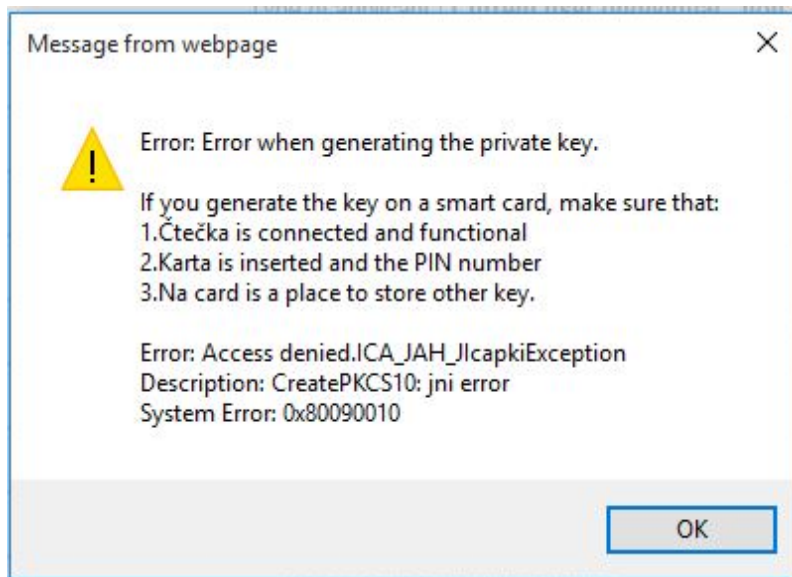 Message from webpage
Error: Error when generating the private key.
If you generate the key on a smart card, make sure that:
1.Čtečka is connected and functional
2.Karta is inserted and the PIN number
3.Na card is a place to store other key.
Error: Access denied.ICA_JAH_JIcapkiException
Description: CreatePKCS10: jni error
System Error: 0x80090010
OK